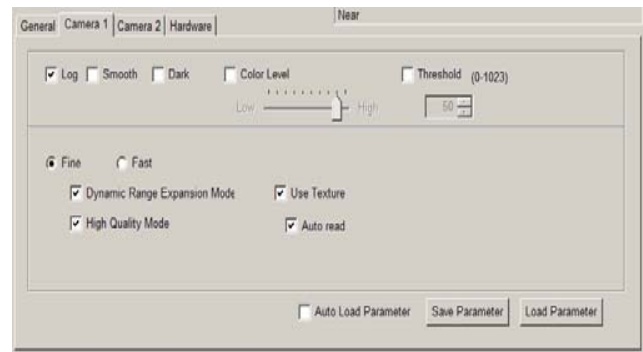 Near
General Camera 1 Camera 2 Hardware
Log Smooth Dark Color Level Threshold (0-1023)
Low High 50
Fine Fast
Dynamic Range Expansion Mode Use Texture
High Quality Mode Auto read
Auto Load Parameter Save Parameter Load Parameter